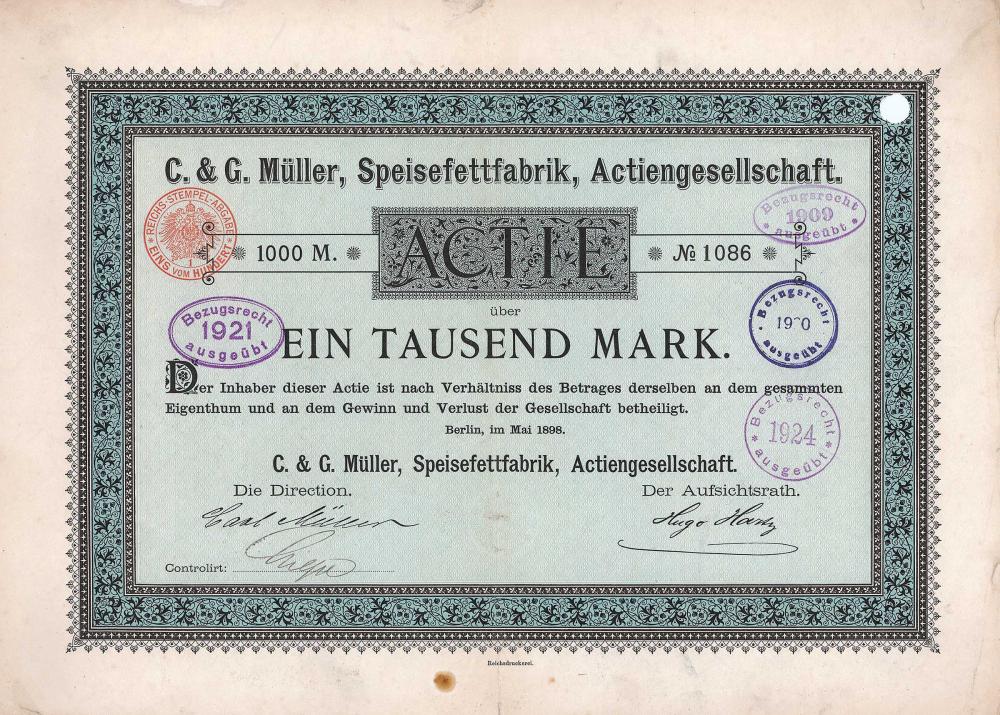 C. & G. Müller, Speisefettfabrik, Actiengesellschaft.
REICHS-STEMPEL-ABGABE
1
EINS VOM HUNDERT
1000 M.
ACTIE
№ 1086
Bezugsrecht
1909
ausgeübt
über
Bezugsrecht
1921
ausgeübt
EIN TAUSEND MARK.
Bezugsrecht
ausgeübt
Der Inhaber dieser Actie ist nach Verhältniss des Betrages derselben an dem gesammten
Eigenthum und an dem Gewinn und Verlust der Gesellschaft betheiligt.
Berlin, im Mai 1898.
Bezugsrecht
1924
ausgeübt
C. & G. Müller, Speisefettfabrik, Actiengesellschaft.
Die Direction.
Der Aufsichtsrath.
Carl Müller
Hugo
Controlirt:
Reichsdruckerei.